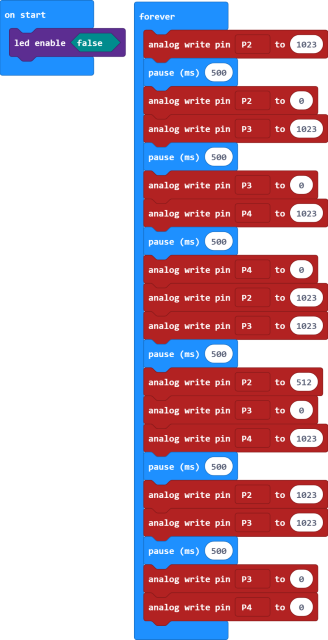 on start
led enable false
forever
analog write pin P2 to 1023
pause (ms) 500
analog write pin P2 to 0
analog write pin P3 to 1023
pause (ms) 500
analog write pin P3 to 0
analog write pin P4 to 1023
pause (ms) 500
analog write pin P4 to 0
analog write pin P2 to 1023
analog write pin P3 to 1023
pause (ms) 500
analog write pin P2 to 512
analog write pin P3 to 0
analog write pin P4 to 1023
pause (ms) 500
analog write pin P2 to 1023
analog write pin P3 to 1023
pause (ms) 500
analog write pin P3 to 0
analog write pin P4 to 0